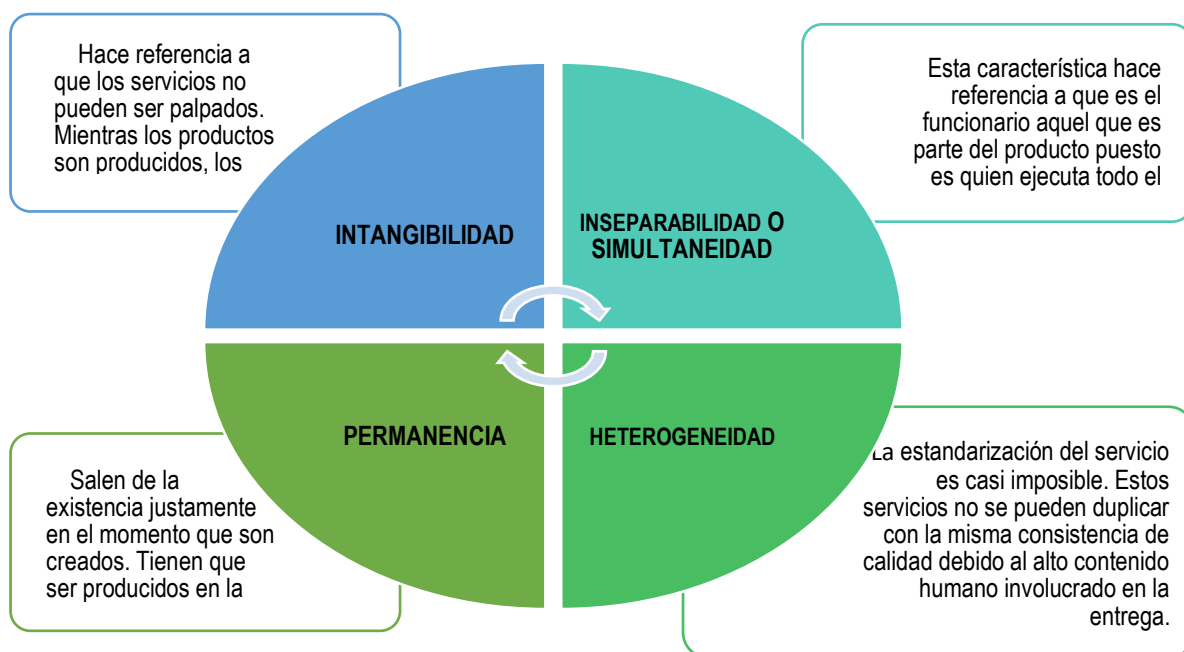 Hace referencia a
que los servicios no
pueden ser palpados.
Mientras los productos
son producidos, los
Esta característica hace
referencia a que es el
funcionario aquel que es
parte del producto puesto
es quien ejecuta todo el
INTANGIBILIDAD
INSEPARABILIDAD O
SIMULTANEIDAD
PERMANENCIA
HETEROGENEIDAD
Salen de la
existencia justamente
en el momento que son
creados. Tienen que
ser producidos en la
La estandarización del servicio
es casi imposible. Estos
servicios no se pueden duplicar
con la misma consistencia de
calidad debido al alto contenido
humano involucrado en la
entrega.